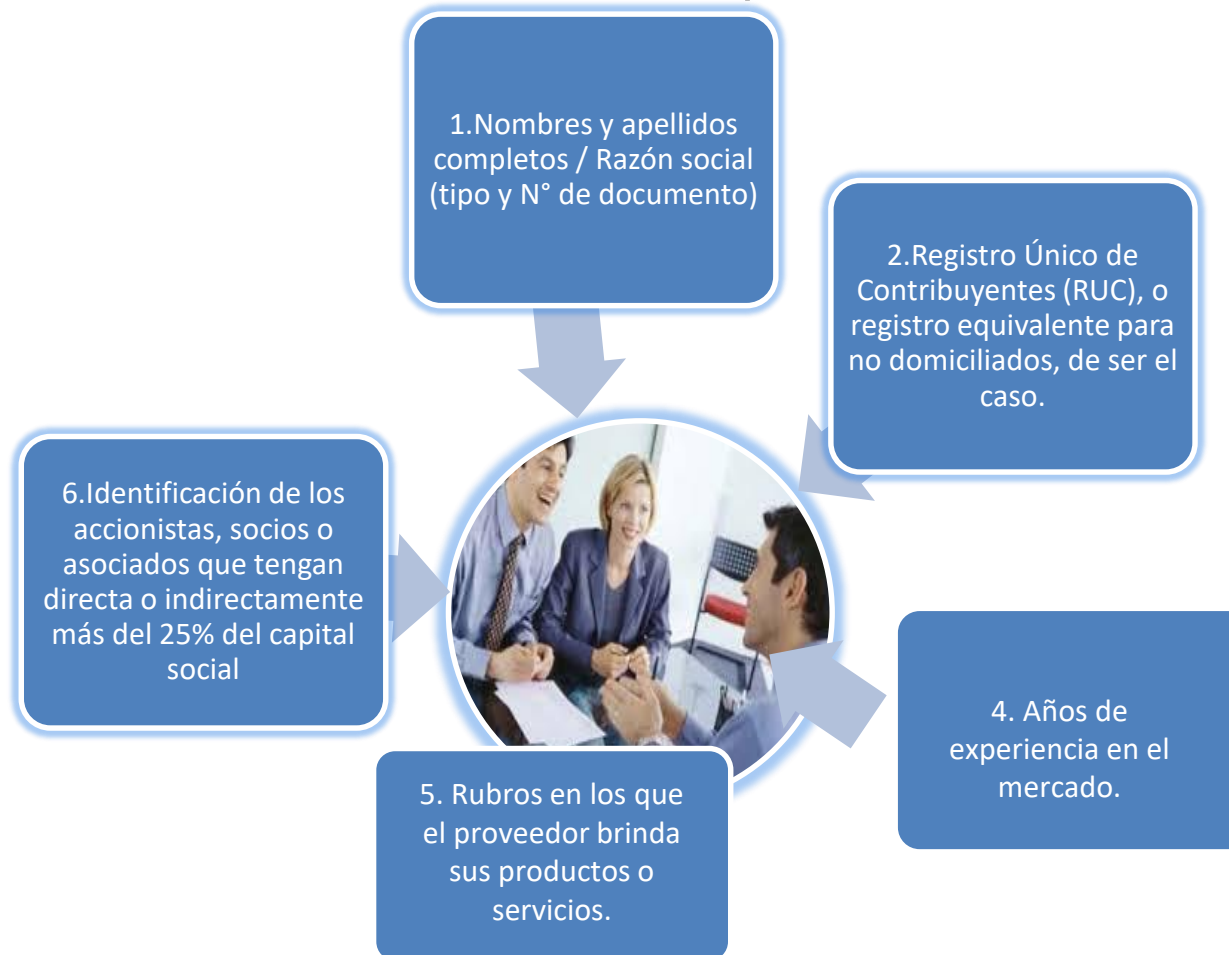 1.Nombres y apellidos
completos / Razón social
(tipo y N° de documento)
2.Registro Único de
Contribuyentes (RUC), o
registro equivalente para
no domiciliados, de ser el
caso.
4. Años de
experiencia en el
mercado.
5. Rubros en los que
el proveedor brinda
sus productos o
servicios.
6.Identificación de los
accionistas, socios o
asociados que tengan
directa o indirectamente
más del 25% del capital
social